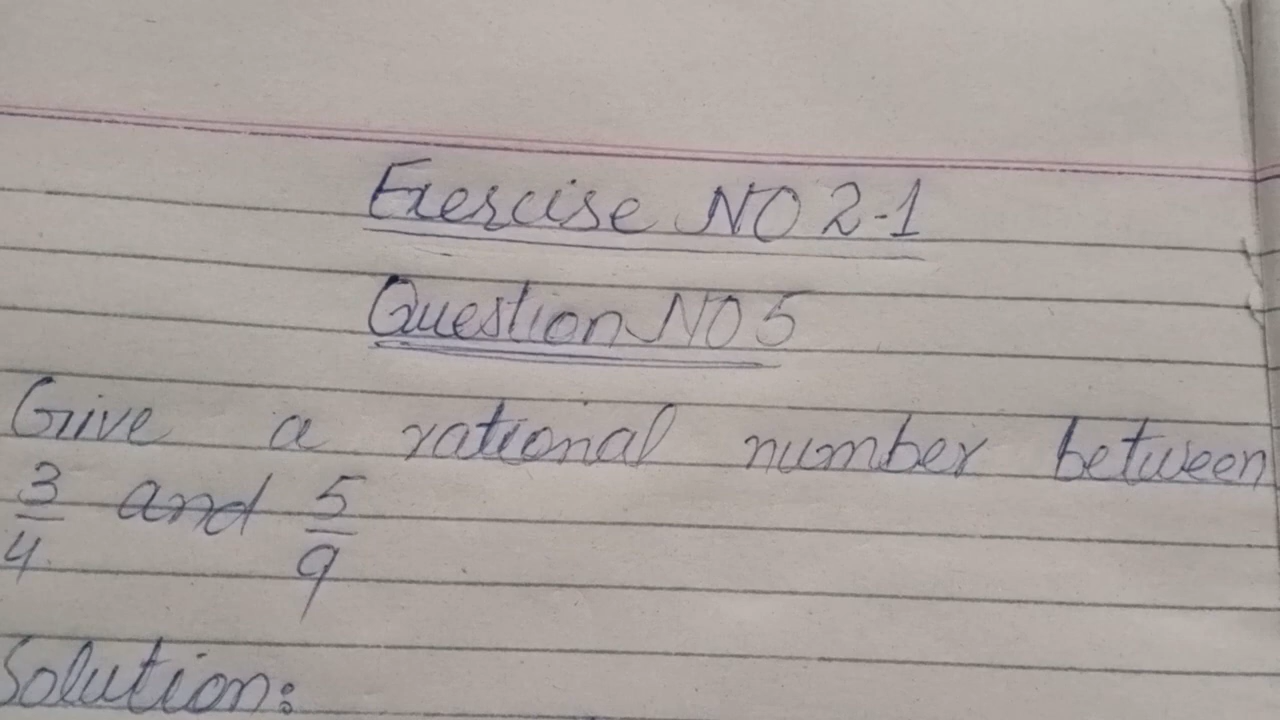 Exercise NO 2-1
Question NO 5
Give a rational number between
3/4 and 5/9
Solution: